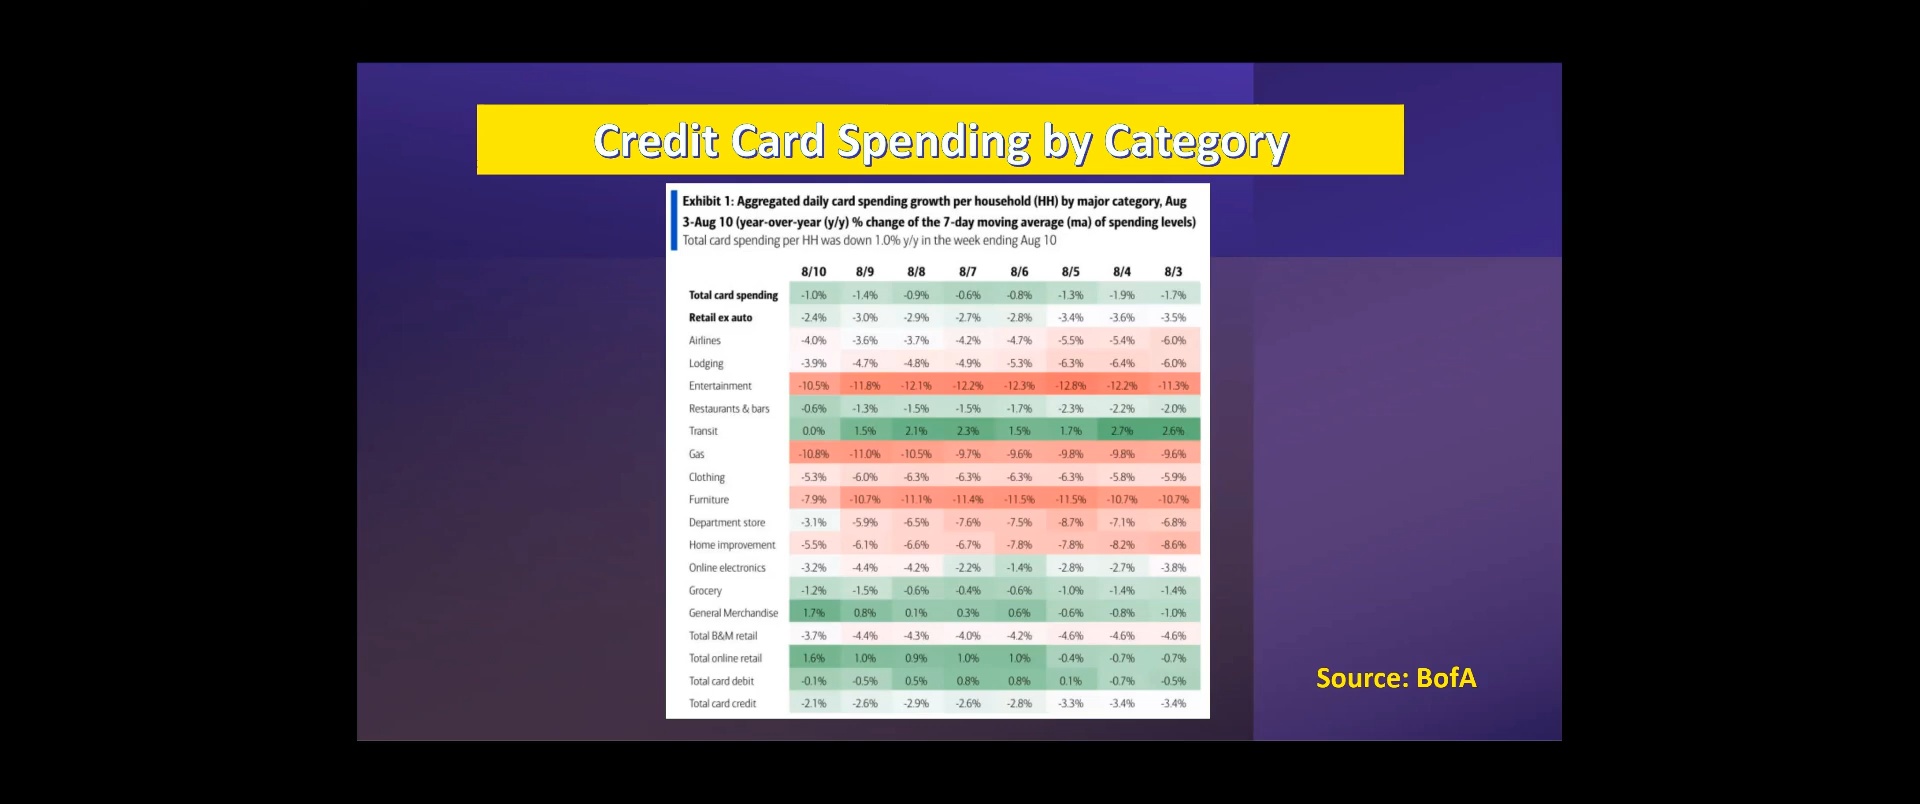 Credit Card Spending by Category
Exhibit 1: Aggregated daily card spending growth per household (HH) by major category, Aug
3-Aug 10 (year-over-year (y/y) % change of the 7-day moving average (ma) of spending levels)
Total card spending per HH was down 1.0% y/y in the week ending Aug 10
8/10 8/9 8/8 8/7 8/6 8/5 8/4 8/3
Total card spending -1.0% -1.4% -0.9% -0.6% -0.8% -1.3% -1.9% -1.7%
Retail ex auto -2.4% -3.0% -2.9% -2.7% -2.8% -3.4% -3.6% -3.5%
Airlines -4.0% -3.6% -3.7% -4.2% -4.7% -5.5% -5.4% -6.0%
Lodging -3.9% -4.7% -4.8% -4.9% -5.3% -6.3% -6.4% -6.0%
Entertainment -10.5% -11.8% -12.1% -12.2% -12.3% -12.8% -12.2% -11.3%
Restaurants & bars -0.6% -1.3% -1.5% -1.5% -1.7% -2.3% -2.2% -2.0%
Transit 0.0% 1.5% 2.1% 2.3% 1.5% 1.7% 2.7% 2.6%
Gas -10.8% -11.0% -10.5% -9.7% -9.6% -9.8% -9.8% -9.6%
Clothing -5.3% -6.0% -6.3% -6.3% -6.3% -6.3% -5.8% -5.9%
Furniture -7.9% -10.7% -11.1% -11.4% -11.5% -11.5% -10.7% -10.7%
Department store -3.1% -5.9% -6.5% -7.6% -7.5% -8.7% -7.1% -6.8%
Home improvement -5.5% -6.1% -6.6% -6.7% -7.8% -7.8% -8.2% -8.6%
Online electronics -3.2% -4.4% -4.2% -2.2% -1.4% -2.8% -2.7% -3.8%
Grocery -1.2% -1.5% -0.6% -0.4% -0.6% -1.0% -1.4% -1.4%
General Merchandise 1.7% 0.8% 0.1% 0.3% 0.6% -0.6% -0.8% -1.0%
Total B&M retail -3.7% -4.4% -4.3% -4.0% -4.2% -4.6% -4.6% -4.6%
Total online retail 1.6% 1.0% 0.9% 1.0% 1.0% -0.4% -0.7% -0.7%
Total card debit -0.1% -0.5% 0.5% 0.8% 0.8% 0.1% -0.7% -0.5%
Total card credit -2.1% -2.6% -2.9% -2.6% -2.8% -3.3% -3.4% -3.4%
Source: BofA